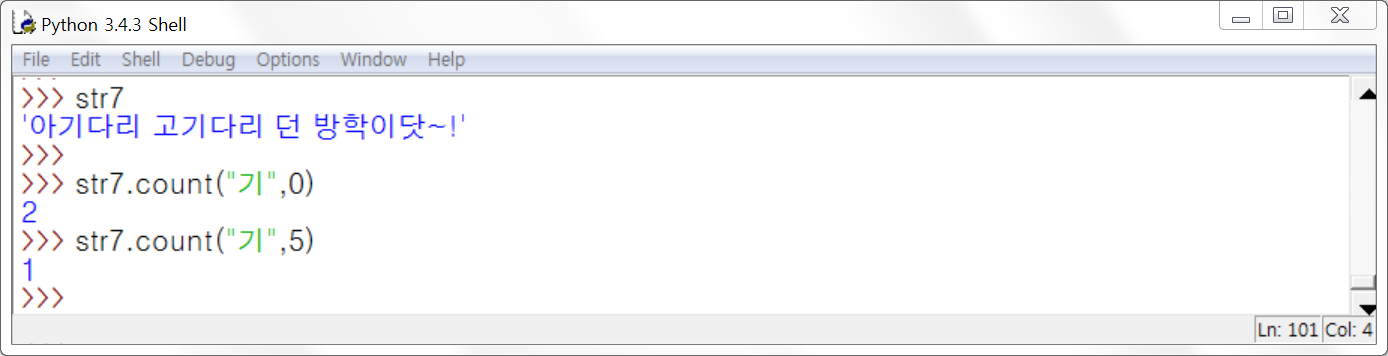 Python 3.4.3 Shell
File Edit Shell Debug Options Window Help
>>> str7
'아기다리 고기다리 던 방학이닷~!'
>>>
>>> str7.count("기",0)
2
>>> str7.count("기",5)
1
>>>
Ln: 101 Col: 4